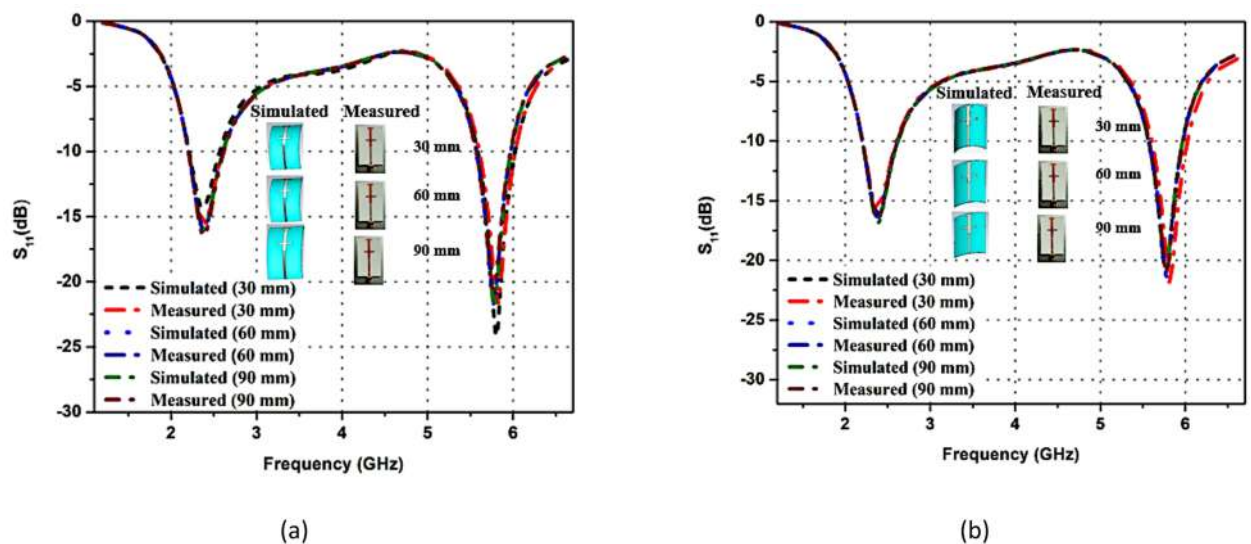 0
-5
-10
-15
-20
-25
-30
S11(dB)
Simulated Measured
30 mm
60 mm
90 mm
Simulated (30 mm)
Measured (30 mm)
Simulated (60 mm)
Measured (60 mm)
Simulated (90 mm)
Measured (90 mm)
2 3 4 5 6
Frequency (GHz)
(a)
0
-5
-10
-15
-20
-25
-30
S11(dB)
Simulated Measured
30 mm
60 mm
90 mm
Simulated (30 mm)
Measured (30 mm)
Simulated (60 mm)
Measured (60 mm)
Simulated (90 mm)
Measured (90 mm)
2 3 4 5 6
Frequency (GHz)
(b)